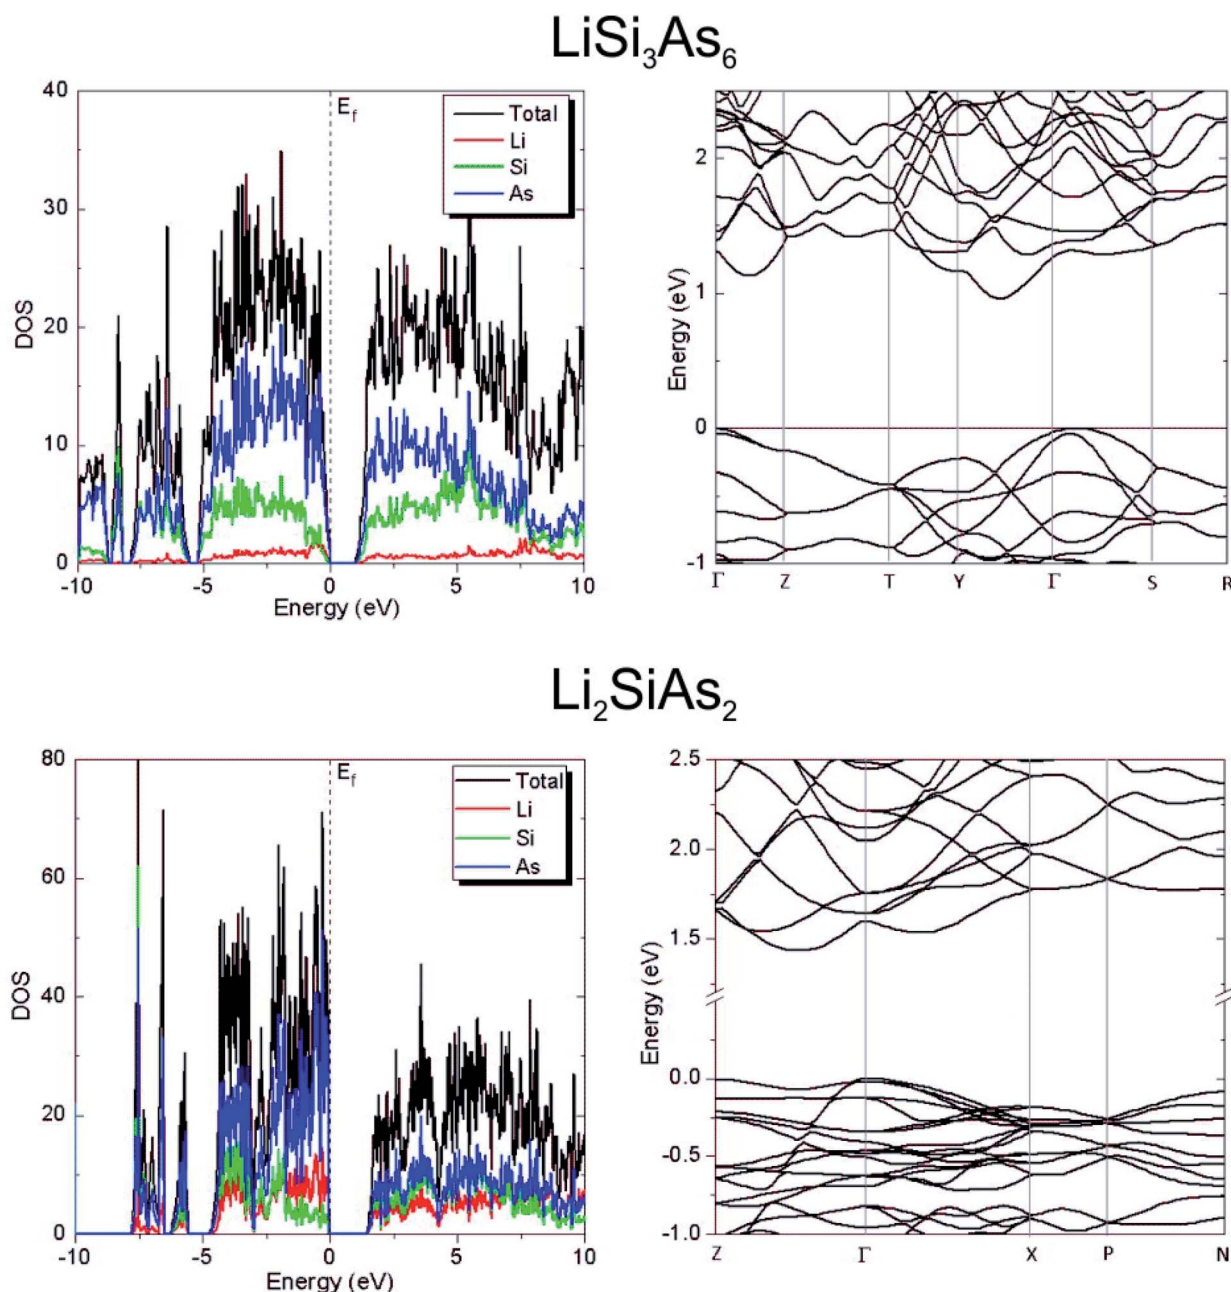 LiSi₃As₆
40
30
20
10
0
DOS
E_f
Total
Li
Si
As
-10
-5
0
5
10
Energy (eV)
2
1
0
-1
Energy (eV)
Γ
Z
T
Y
Γ
S
R
Li₂SiAs₂
80
60
40
20
0
DOS
E_f
Total
Li
Si
As
-10
-5
0
5
10
Energy (eV)
2.5
2.0
1.5
0.0
-0.5
-1.0
Energy (eV)
Z
Γ
X
P
N